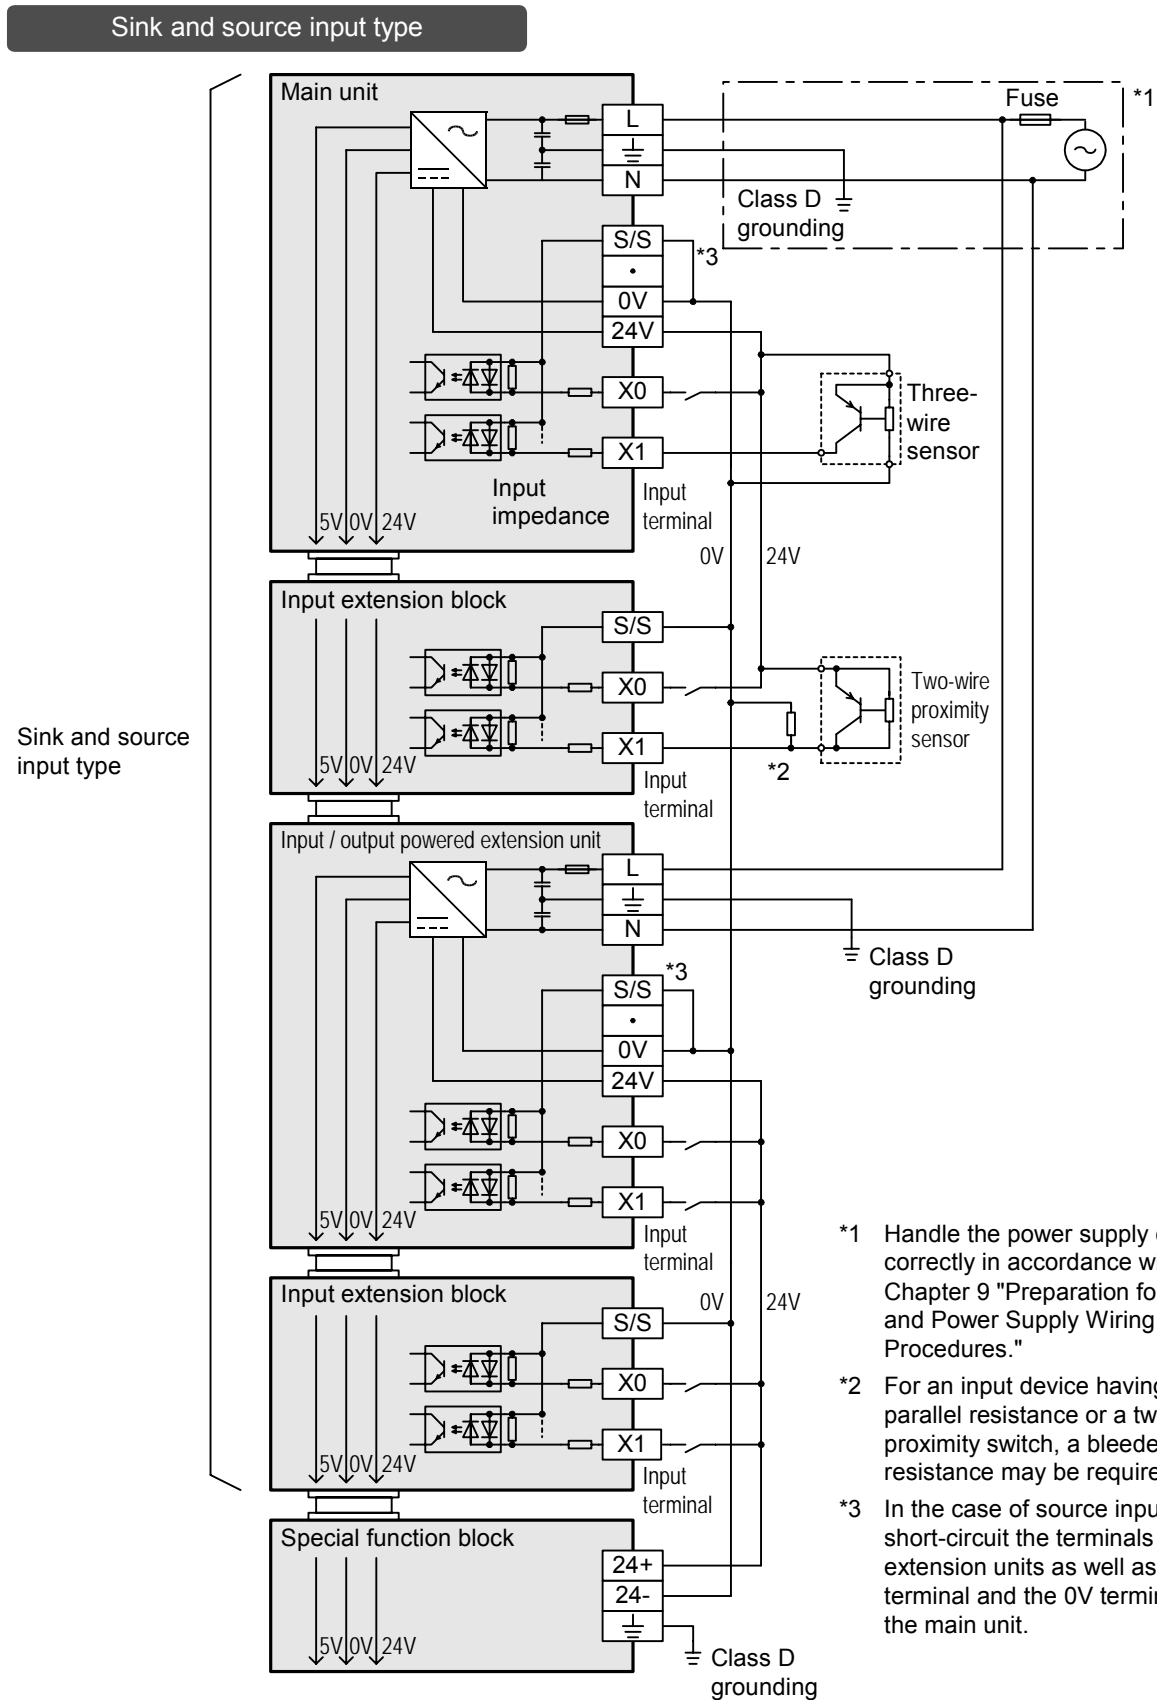 Sink and source input type
Main unit
L
N
Fuse
*1
Class D
grounding
S/S
*3
0V
24V
X0
X1
Three-
wire
sensor
Input
impedance
Input
terminal
5V 0V 24V
0V
24V
Input extension block
S/S
X0
X1
Two-wire
proximity
sensor
*2
5V 0V 24V
Input
terminal
Sink and source
input type
Input / output powered extension unit
L
N
Class D
grounding
*3
S/S
0V
24V
X0
X1
5V 0V 24V
Input
terminal
Input extension block
0V
24V
S/S
X0
X1
5V 0V 24V
Input
terminal
Special function block
24+
24-
5V 0V 24V
Class D
grounding
*1 Handle the power supply
correctly in accordance
Chapter 9 "Preparation
and Power Supply Wiring
Procedures."
*2 For an input device
parallel resistance or a
proximity switch, a
resistance may be
*3 In the case of source
short-circuit the terminals
extension units as well as
terminal and the 0V
the main unit.